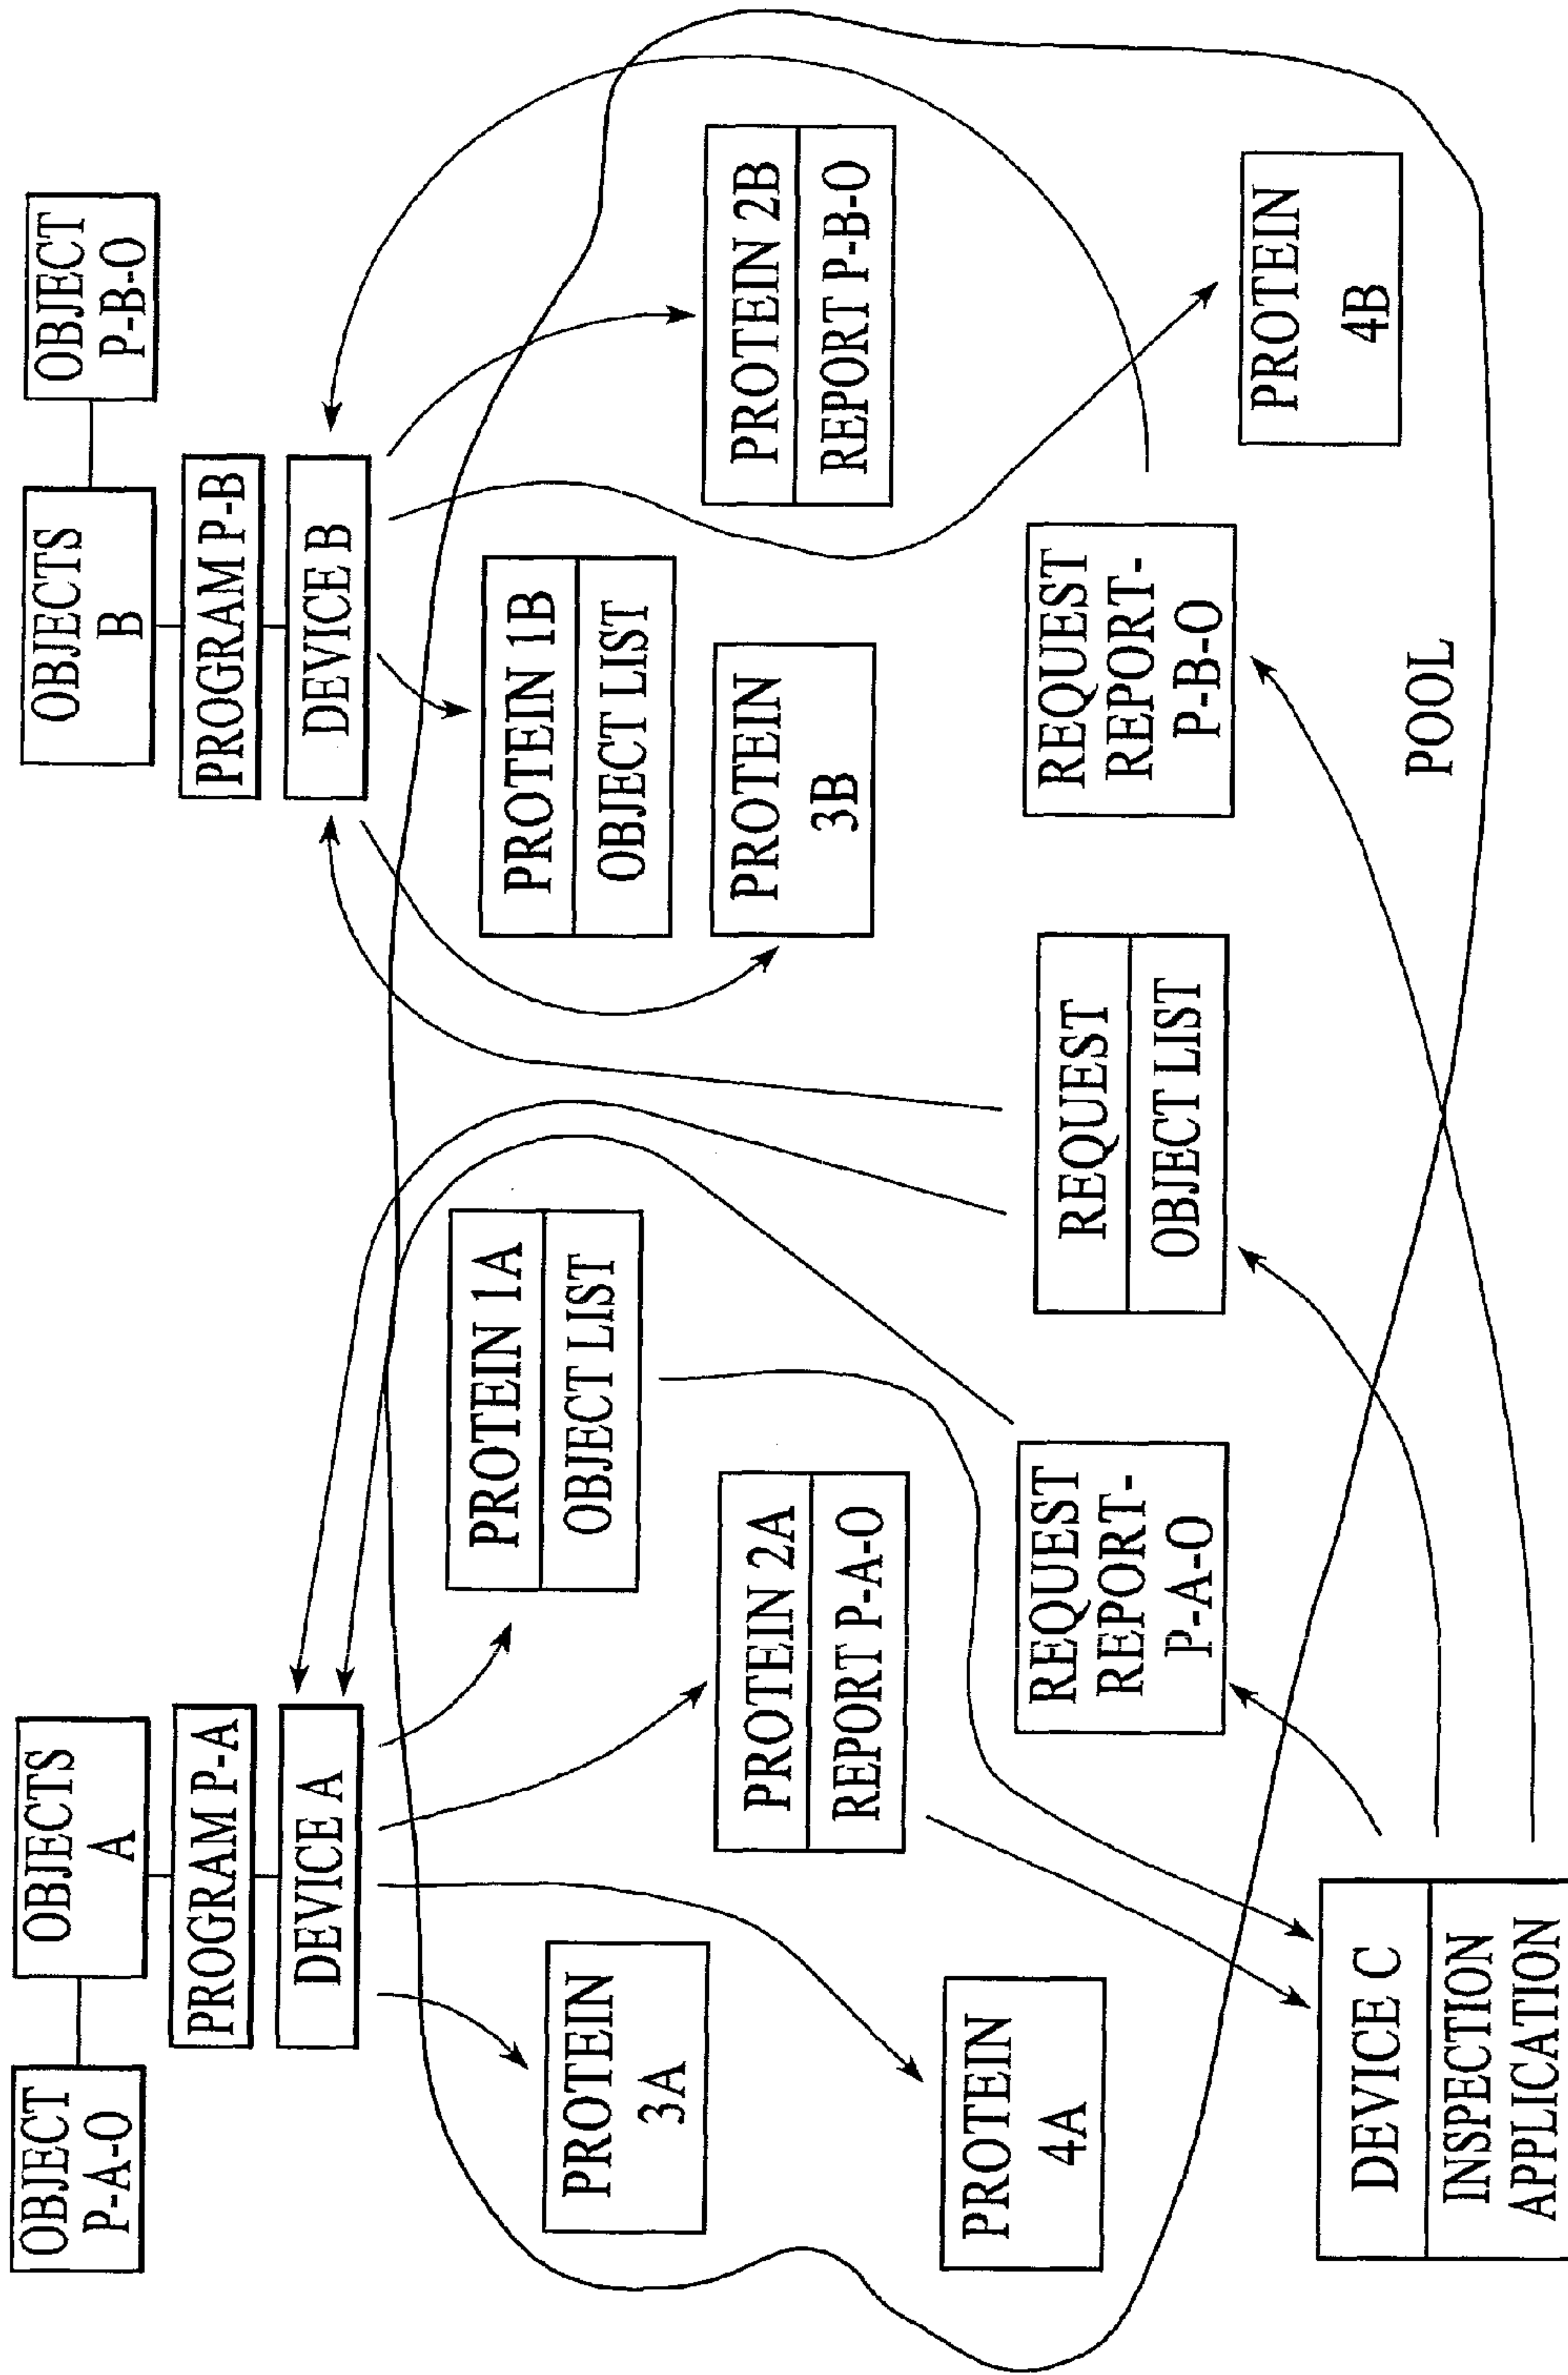 OBJECT
P-A-O
OBJECTS
A
PROGRAM P-A
DEVICE A
OBJECTS
B
OBJECT
P-B-O
PROGRAM P-B
DEVICE B
PROTEIN 1A
OBJECT LIST
PROTEIN 1B
OBJECT LIST
PROTEIN
3A
PROTEIN 2A
REPORT P-A-O
PROTEIN
3B
PROTEIN 2B
REPORT P-B-O
PROTEIN
4A
REQUEST
REPORT-
P-A-O
REQUEST
OBJECT LIST
REQUEST
REPORT-
P-B-O
PROTEIN
4B
DEVICE C
INSPECTION
APPLICATION
POOL